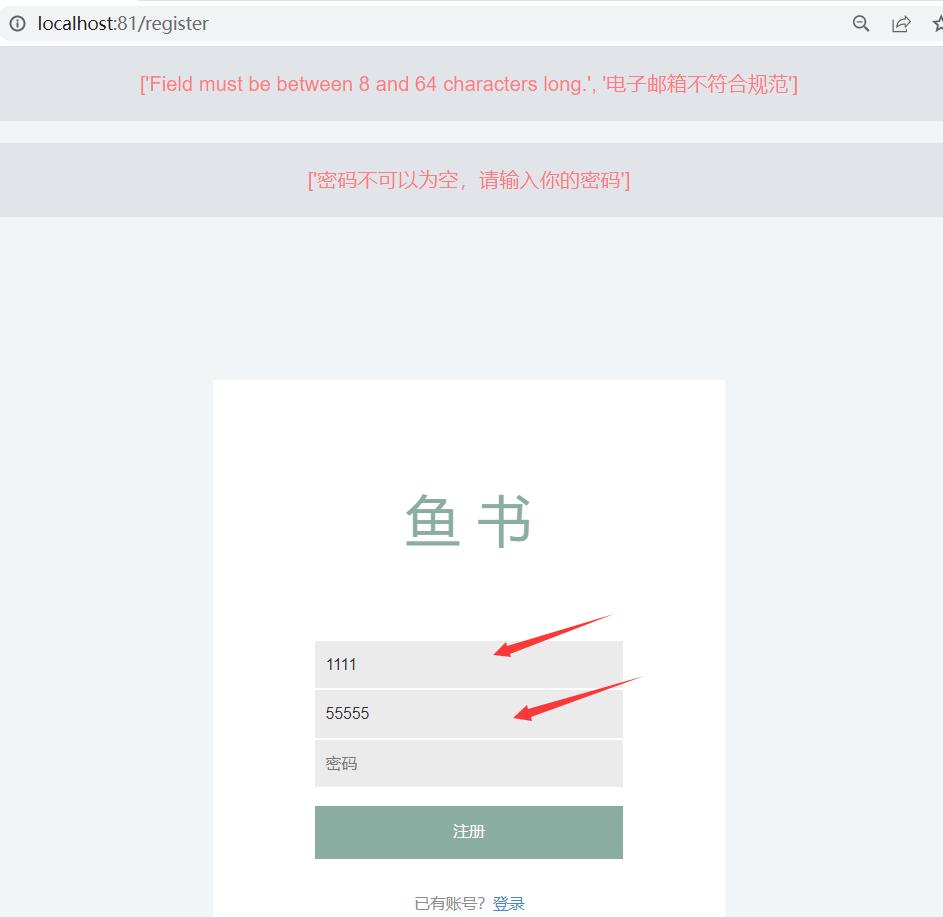 localhost:81/register
['Field must be between 8 and 64 characters long.', '电子邮箱不符合规范']
['密码不可以为空，请输入你的密码']
鱼书
1111
55555
密码
注册
已有账号? 登录